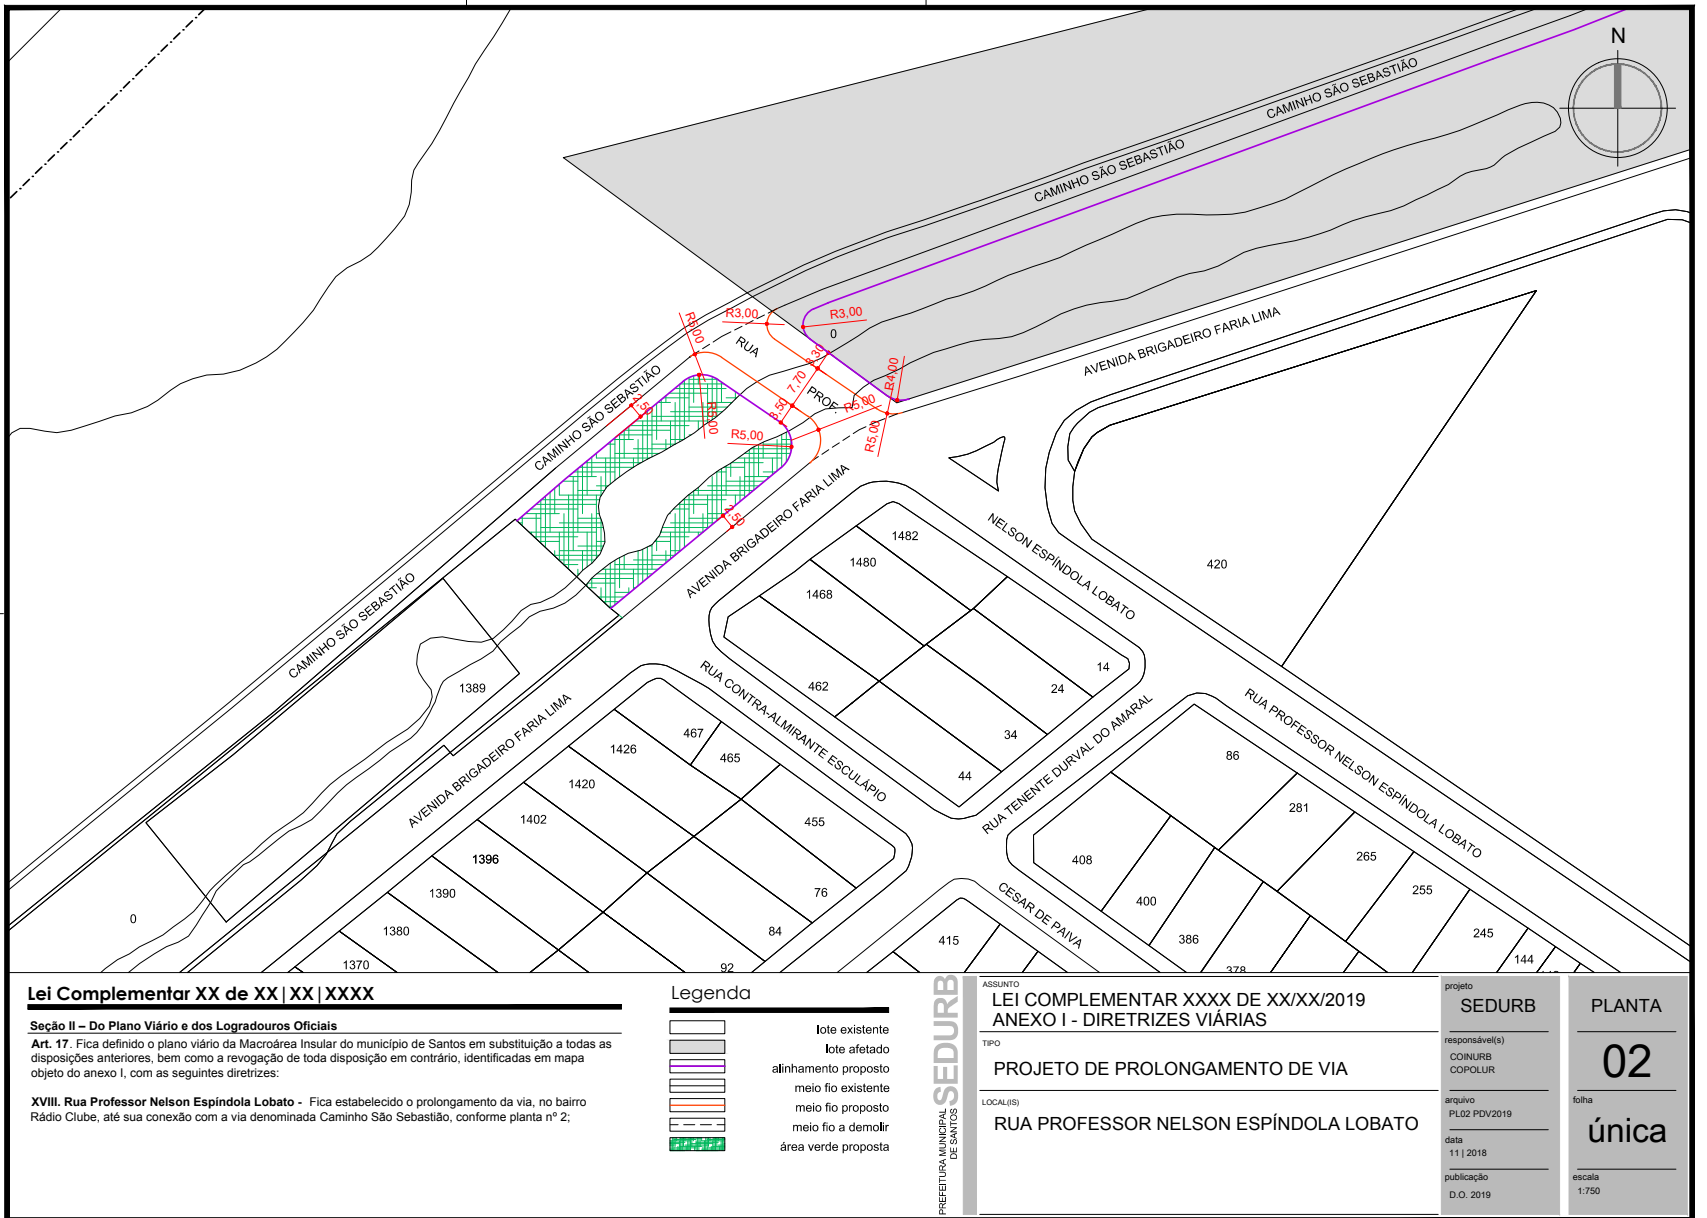 N
CAMINHO SÃO SEBASTIÃO
CAMINHO SÃO SEBASTIÃO
AVENIDA BRIGADEIRO FARIA LIMA
R5,00
R3,00
R3,00
0
RUA
3,30
7,70
PROF.
R4,00
3,50
R5,00
R5,00
R5,00
R5,00
2,50
CAMINHO SÃO SEBASTIÃO
2,50
AVENIDA BRIGADEIRO FARIA LIMA
NELSON ESPÍNDOLA LOBATO
420
1482
1480
1468
462
14
24
34
44
CAMINHO SÃO SEBASTIÃO
1389
0
AVENIDA BRIGADEIRO FARIA LIMA
RUA CONTRA-ALMIRANTE ESCULÁPIO
RUA TENENTE DURVAL DO AMARAL
RUA PROFESSOR NELSON ESPÍNDOLA LOBATO
467
465
1426
1420
1402
1396
1390
1380
1370
455
76
84
92
86
281
265
255
245
144
408
400
386
378
CESAR DE PAIVA
415
Lei Complementar XX de XX|XX|XXXX
Seção II – Do Plano Viário e dos Logradouros Oficiais
Art. 17. Fica definido o plano viário da Macroárea Insular do município de Santos em substituição a todas as
disposições anteriores, bem como a revogação de toda disposição em contrário, identificadas em mapa
objeto do anexo I, com as seguintes diretrizes:
XVIII. Rua Professor Nelson Espíndola Lobato - Fica estabelecido o prolongamento da via, no bairro
Rádio Clube, até sua conexão com a via denominada Caminho São Sebastião, conforme planta nº 2;
Legenda
lote existente
lote afetado
alinhamento proposto
meio fio existente
meio fio proposto
meio fio a demolir
área verde proposta
PREFEITURA MUNICIPAL
DE SANTOS
SEDURB
ASSUNTO
LEI COMPLEMENTAR XXXX DE XX/XX/2019
ANEXO I - DIRETRIZES VIÁRIAS
TIPO
PROJETO DE PROLONGAMENTO DE VIA
LOCAL(IS)
RUA PROFESSOR NELSON ESPÍNDOLA LOBATO
projeto
SEDURB
responsável(s)
COINURB
COPOLUR
arquivo
PL02 PDV2019
data
11 | 2018
publicação
D.O. 2019
PLANTA
02
folha
única
escala
1:750